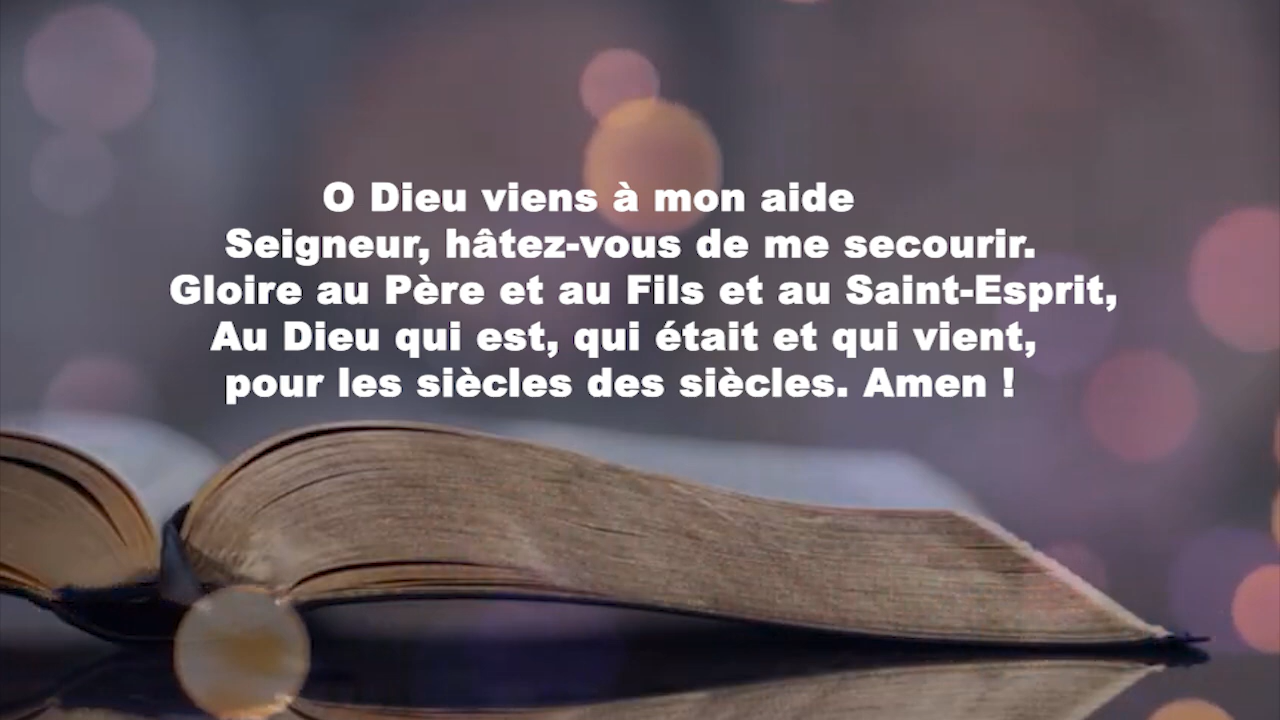 O Dieu viens à mon aide
Seigneur, hâtez-vous de me secourir.
Gloire au Père et au Fils et au Saint-Esprit,
Au Dieu qui est, qui était et qui vient,
pour les siècles des siècles. Amen !